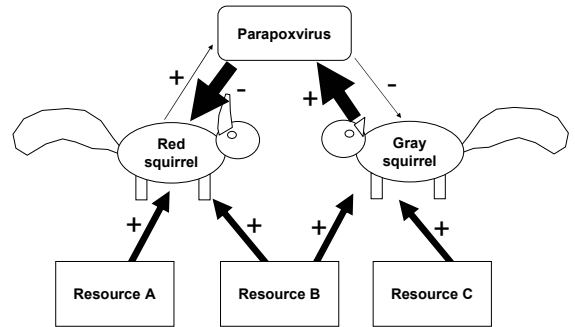 Parapoxvirus
+
-
+
-
Red
squirrel
Gray
squirrel
+
+
+
+
Resource A
Resource B
Resource C